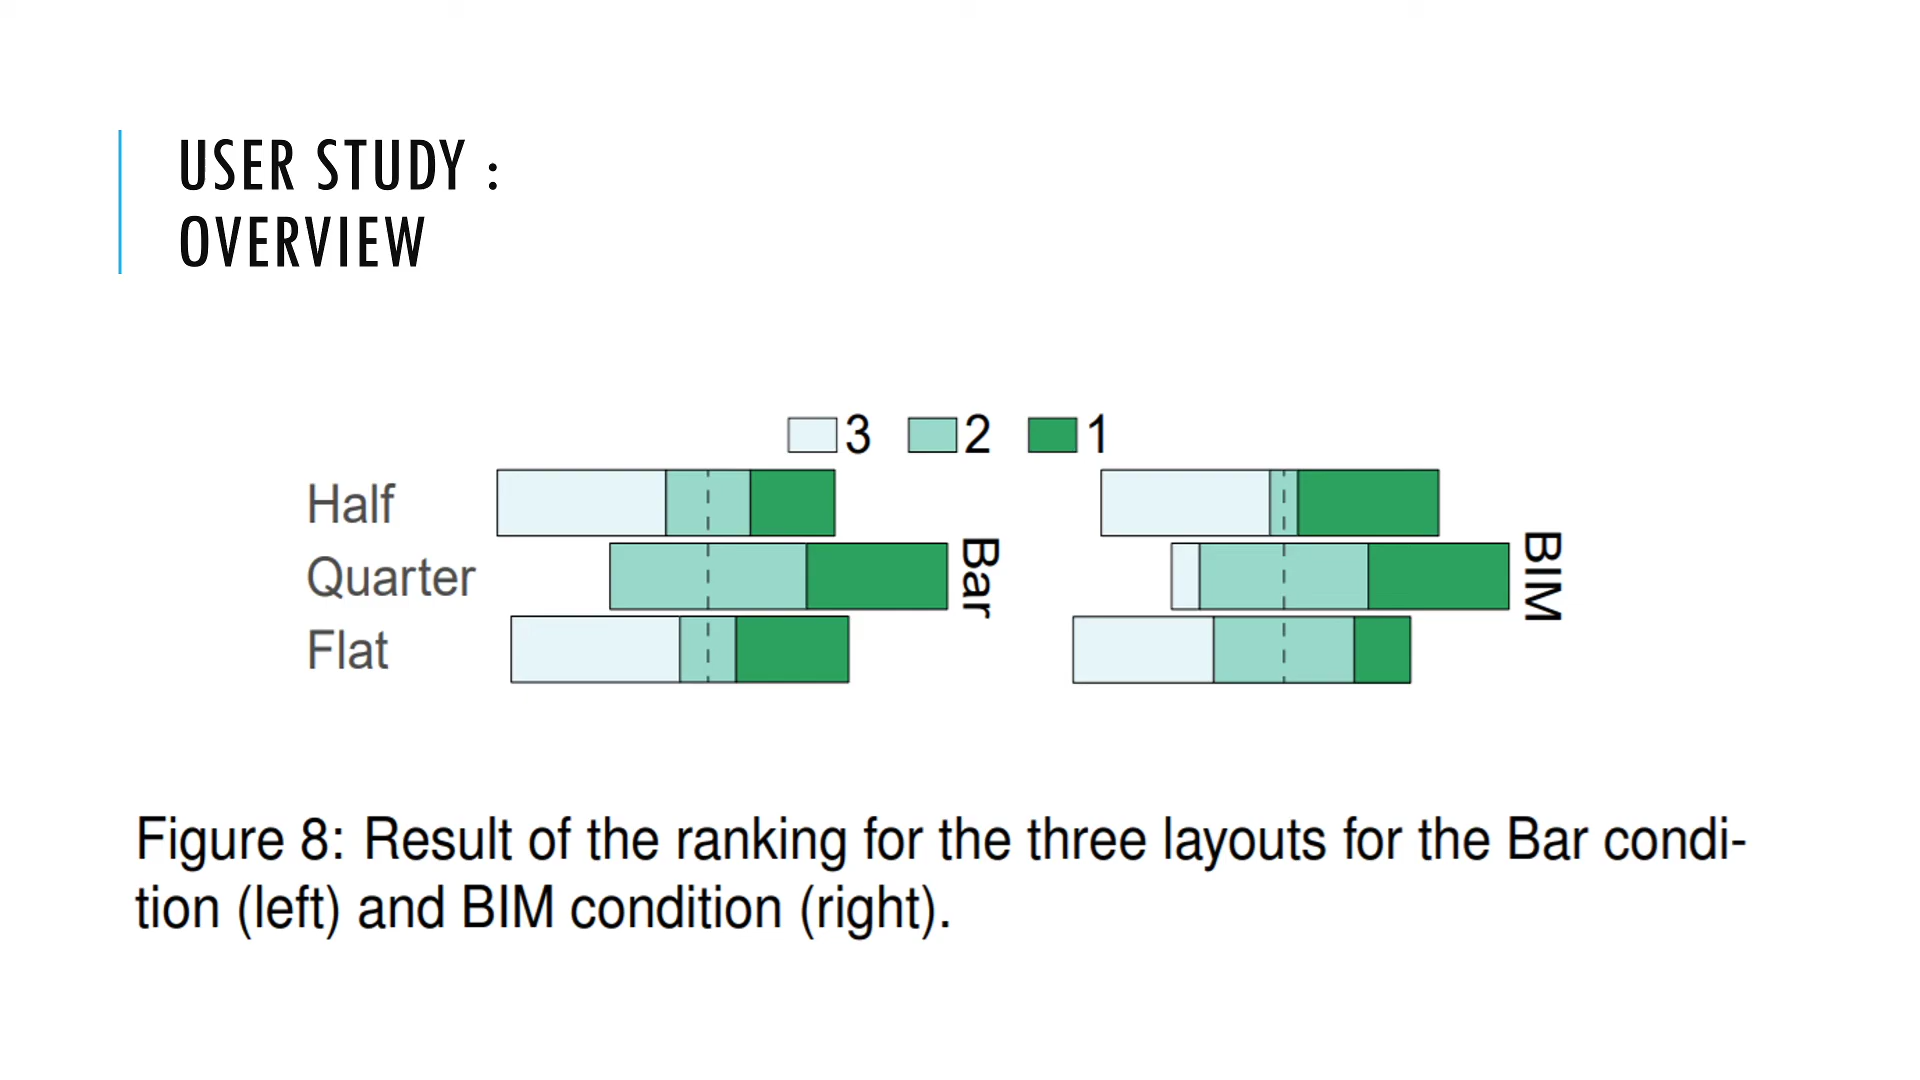 USER STUDY :
OVERVIEW
3 2 1
Half
Quarter
Flat
Bar
BIM
Figure 8: Result of the ranking for the three layouts for the Bar condi-
tion (left) and BIM condition (right).